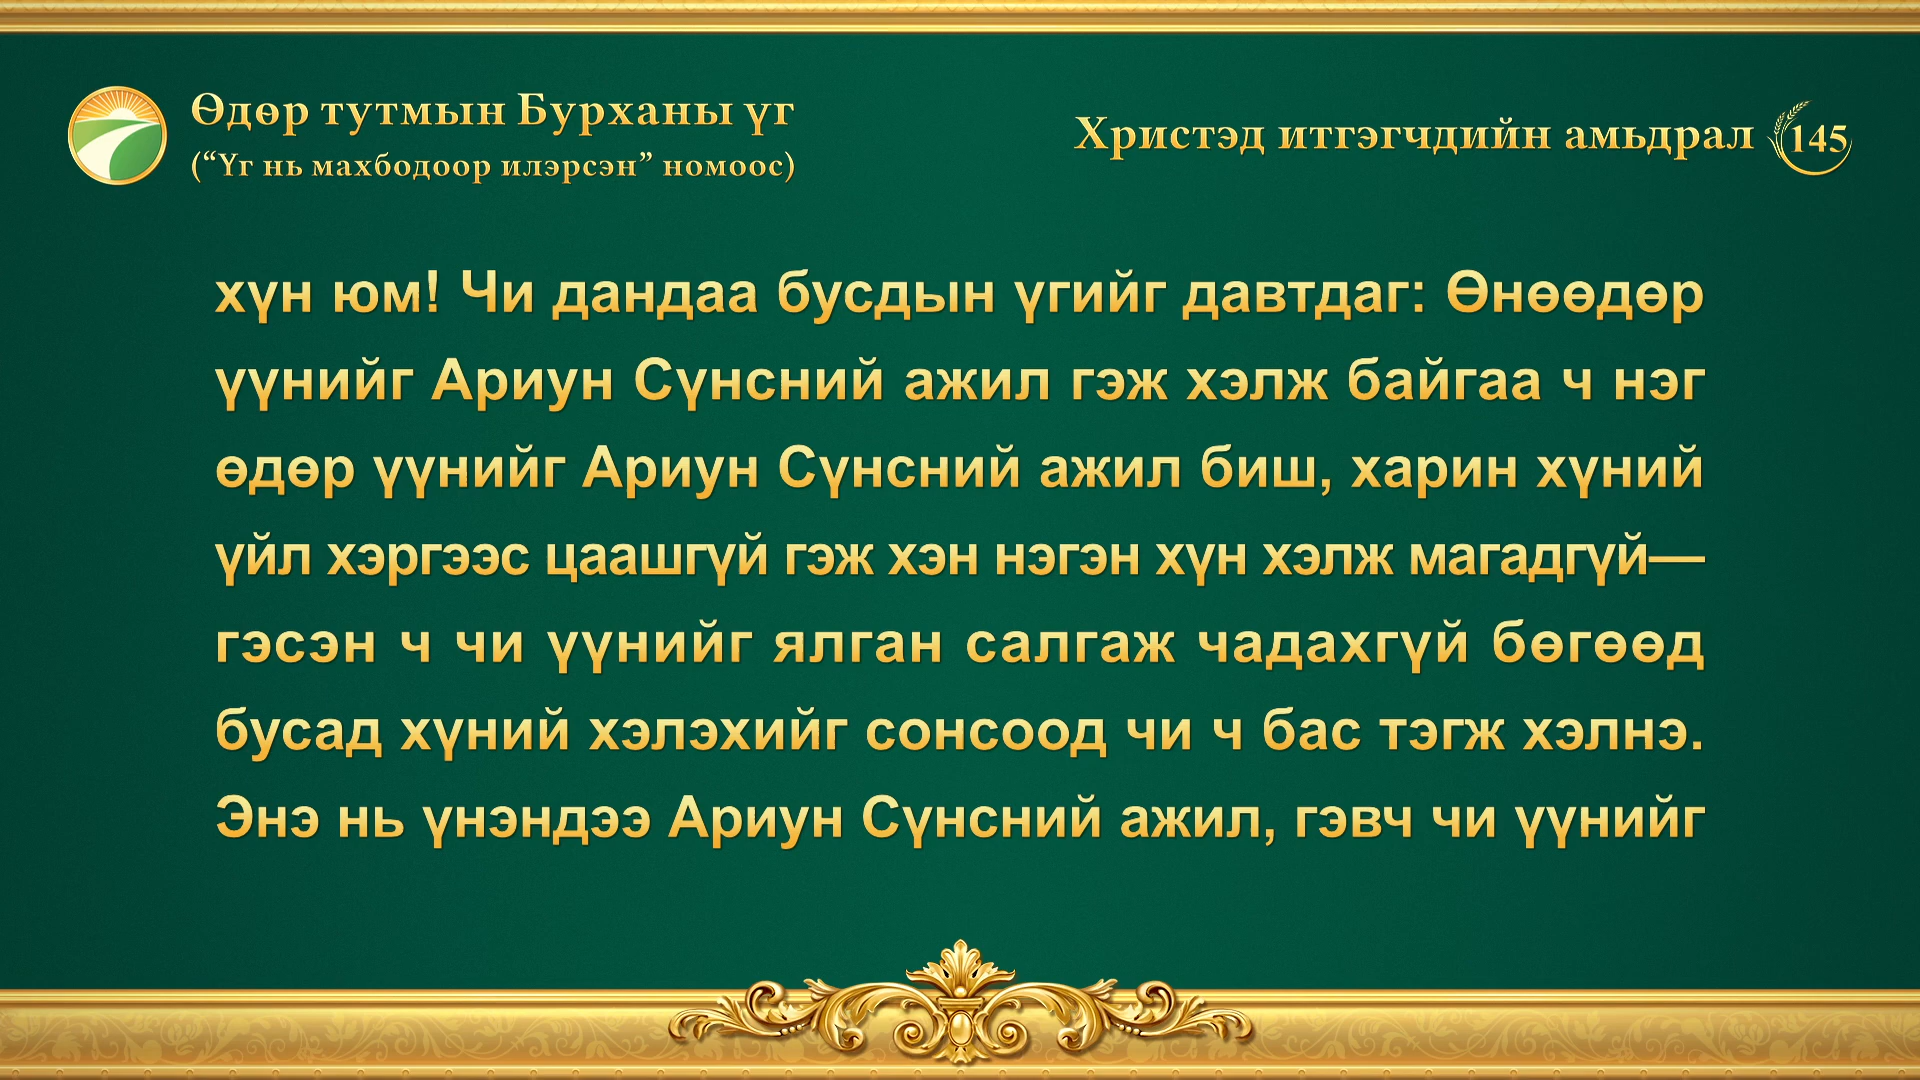 Өдөр тутмын Бурханы үг
(“Үг нь махбодоор илэрсэн” номоос)
Христэд итгэгчдийн амьдрал 145
хүн юм! Чи дандаа бусдын үгийг давтдаг: Өнөөдөр
үүнийг Ариун Сүнсний ажил гэж хэлж байгаа ч нэг
өдөр үүнийг Ариун Сүнсний ажил биш, харин хүний
үйл хэргээс цаашгүй гэж хэн нэгэн хүн хэлж магадгүй—
гэсэн ч чи үүнийг ялган салгаж чадахгүй бөгөөд
бусад хүний хэлэхийг сонсоод чи ч бас тэгж хэлнэ.
Энэ нь үнэндээ Ариун Сүнсний ажил, гэвч чи үүнийг